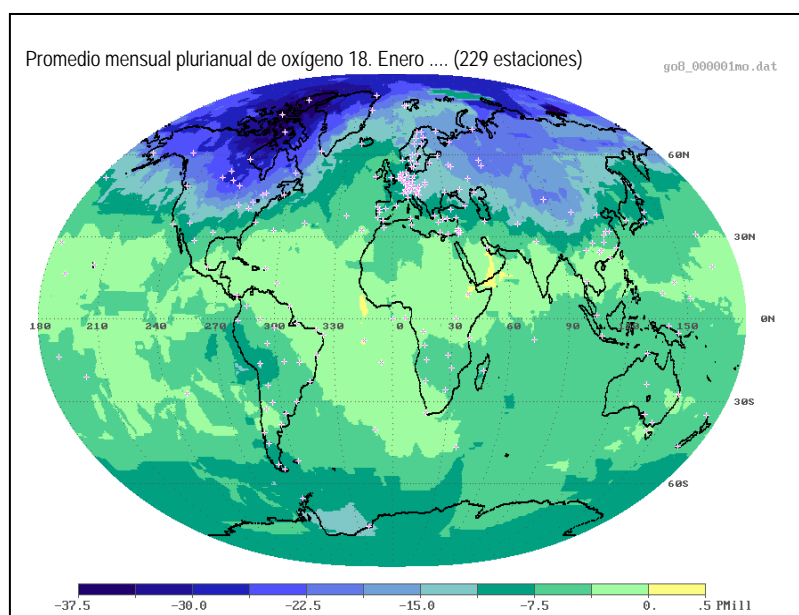 Promedio mensual plurianual de oxígeno 18. Enero .... (229 estaciones)
go8_000001mo.dat
60N
30N
180 210 240 270 300 0 30 60 90 120 150 0N
30S
60S
-37.5 -30.0 -22.5 -15.0 -7.5 0. .5 PMill